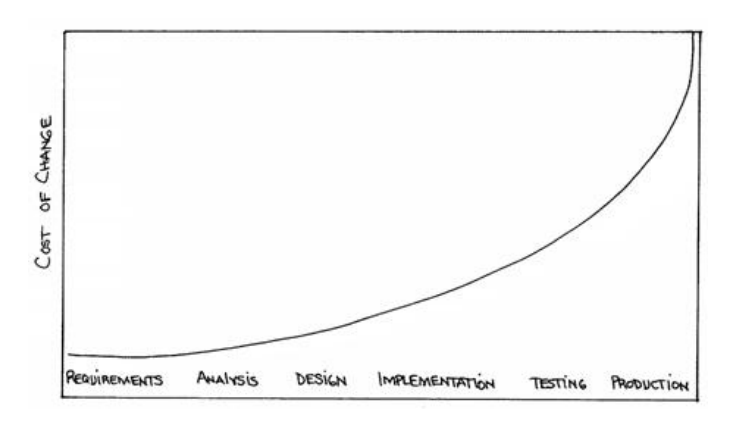 COST OF CHANGE
REQUIREMENTS ANALYSIS DESIGN IMPLEMENTATION TESTING PRODUCTION